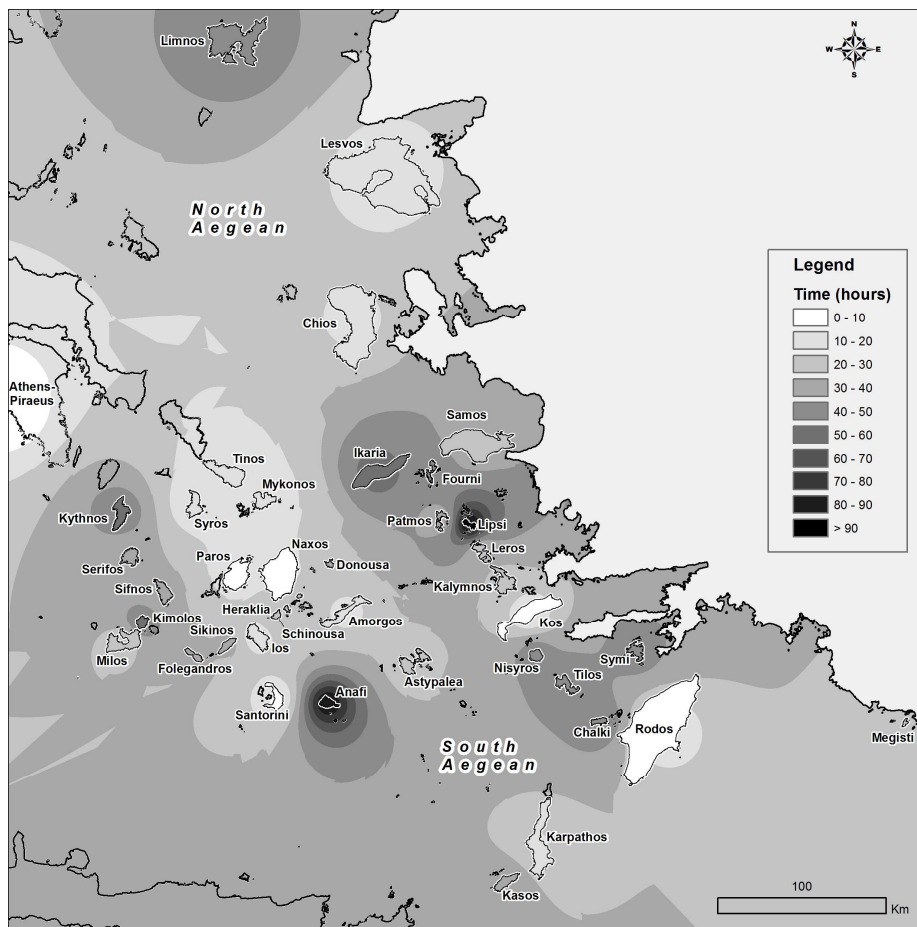 Limnos
N
W E
S
Lesvos
North
Aegean
Legend
Time (hours)
0 - 10
10 - 20
20 - 30
30 - 40
40 - 50
50 - 60
60 - 70
70 - 80
80 - 90
> 90
Chios
Athens-
Piraeus
Samos
Ikaria
Tinos
Fourni
Mykonos
Kythnos
Syros
Patmos
Lipsi
Naxos
Leros
Paros
Donousa
Serifos
Kalymnos
Sifnos
Heraklia
Amorgos
Kimolos
Kos
Sikinos
Schinousa
Ios
Milos
Nisyros
Symi
Folegandros
1
Astypalea
Tilos
Anafi
Santorini
Chalki
Rodos
Megisti
South
Aegean
Karpathos
Kasos
100
Km